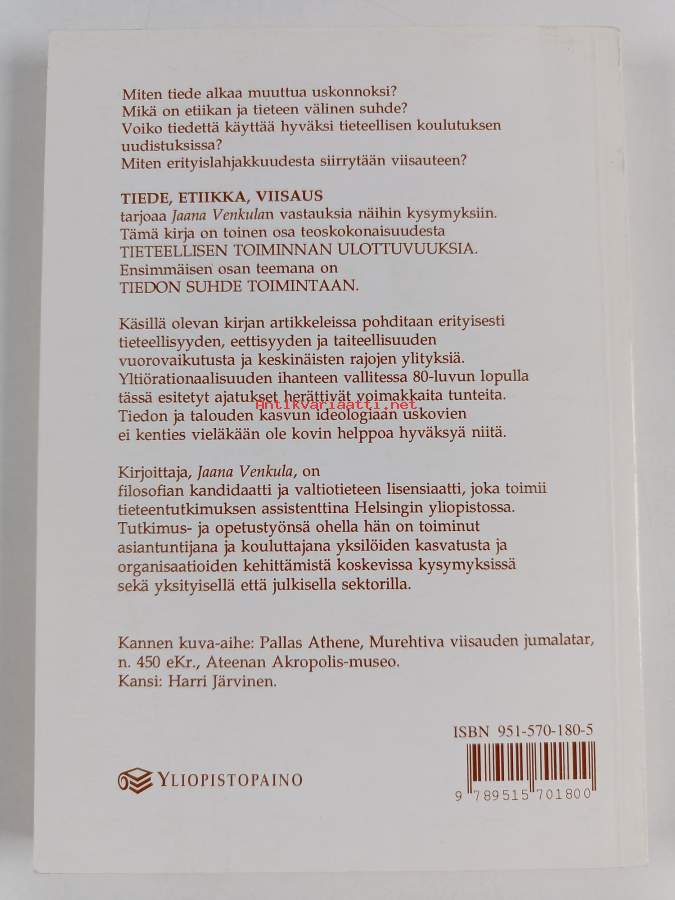 Miten tiede alkaa muuttua uskonnoksi?
Mikä on etiikan ja tieteen välinen suhde?
Voiko tiedettä käyttää hyväksi tieteellisen koulutuksen
uudistuksissa?
Miten erityislahjakkuudesta siirrytään viisauteen?
TIEDE, ETIIKKA, VIISAUS
tarjoaa Jaana Venkulan vastauksia näihin kysymyksiin.
Tämä kirja on toinen osa teoskokonaisuudesta
TIETEELLISEN TOIMINNAN ULOTTUVUUKSIA.
Ensimmäisen osan teemana on
TIEDON SUHDE TOIMINTAAN.
Käsillä olevan kirjan artikkeleissa pohditaan erityisesti
tieteellisyyden, eettisyyden ja taiteellisuuden
vuorovaikutusta ja keskinäisten rajojen ylityksiä.
Yltiörationaalisuuden ihanteen vallitessa 80-luvun lopulla
tässä esitetyt ajatukset herättivät voimakkaita tunteita.
Antikvariaatti.net
Tiedon ja talouden kasvun ideologiaan uskovien
ei kenties vieläkään ole kovin helppoa hyväksyä niitä.
Kirjoittaja, Jaana Venkula, on
filosofian kandidaatti ja valtiotieteen lisensiaatti, joka toimii
tieteentutkimuksen assistenttina Helsingin yliopistossa.
Tutkimus- ja opetustyönsä ohella hän on toiminut
asiantuntijana ja kouluttajana yksilöiden kasvatusta ja
organisaatioiden kehittämistä koskevissa kysymyksissä
sekä yksityisellä että julkisella sektorilla.
Kannen kuva-aihe: Pallas Athene, Murehtiva viisauden jumalatar,
n. 450 eKr., Ateenan Akropolis-museo.
Kansi: Harri Järvinen.
ISBN 951-570-180-5
YLIOPISTOPAINO
9 789515 701800